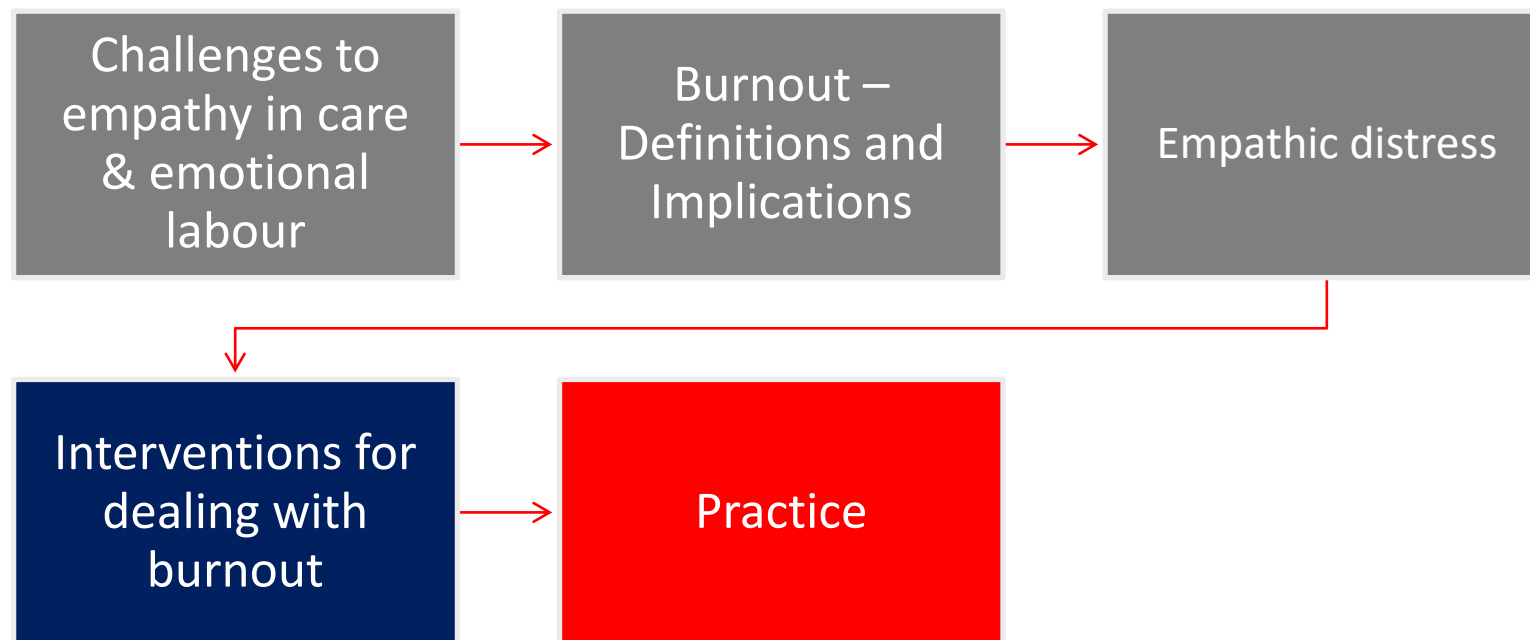 Challenges to
empathy in care
& emotional
labour
Burnout –
Definitions and
Implications
Empathic distress
Interventions for
dealing with
burnout
Practice